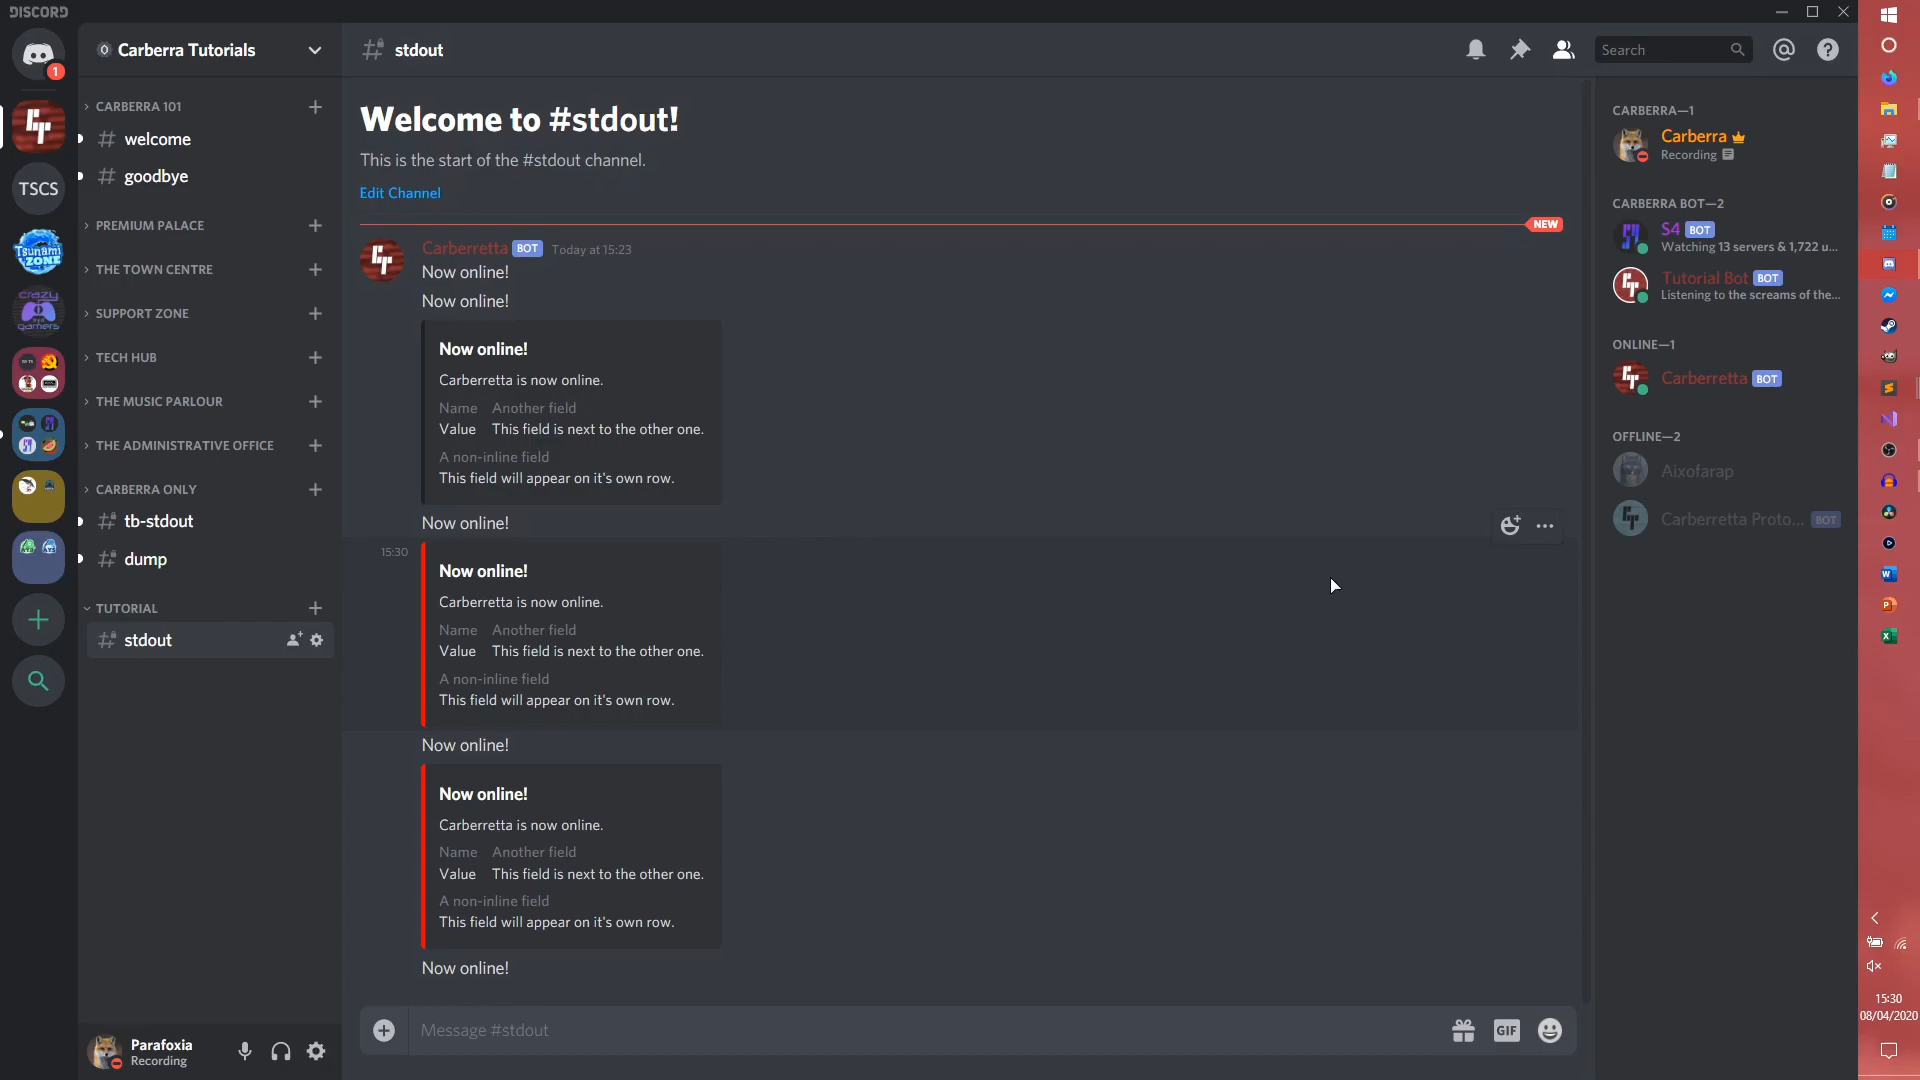 DISCORD
1
TSCS
Tsunami
ZONE
crazy
gamers
Carberra Tutorials
CARBERRA 101
welcome
goodbye
PREMIUM PALACE
THE TOWN CENTRE
SUPPORT ZONE
TECH HUB
THE MUSIC PARLOUR
THE ADMINISTRATIVE OFFICE
CARBERRA ONLY
tb-stdout
dump
TUTORIAL
stdout
Parafoxia
Recording
stdout
Search
Welcome to #stdout!
This is the start of the #stdout channel.
Edit Channel
NEW
Carberretta BOT Today at 15:23
Now online!
Now online!
Now online!
Carberretta is now online.
Name Another field
Value This field is next to the other one.
A non-inline field
This field will appear on it's own row.
Now online!
15:30
Now online!
Carberretta is now online.
Name Another field
Value This field is next to the other one.
A non-inline field
This field will appear on it's own row.
Now online!
Now online!
Carberretta is now online.
Name Another field
Value This field is next to the other one.
A non-inline field
This field will appear on it's own row.
Now online!
Message #stdout
GIF
CARBERRA—1
Carberra
Recording
CARBERRA BOT—2
S4 BOT
Watching 13 servers & 1,722 u...
Tutorial Bot BOT
Listening to the screams of the...
ONLINE—1
Carberretta BOT
OFFLINE—2
Aixofarap
Carberretta Proto... BOT
15:30
08/04/2020